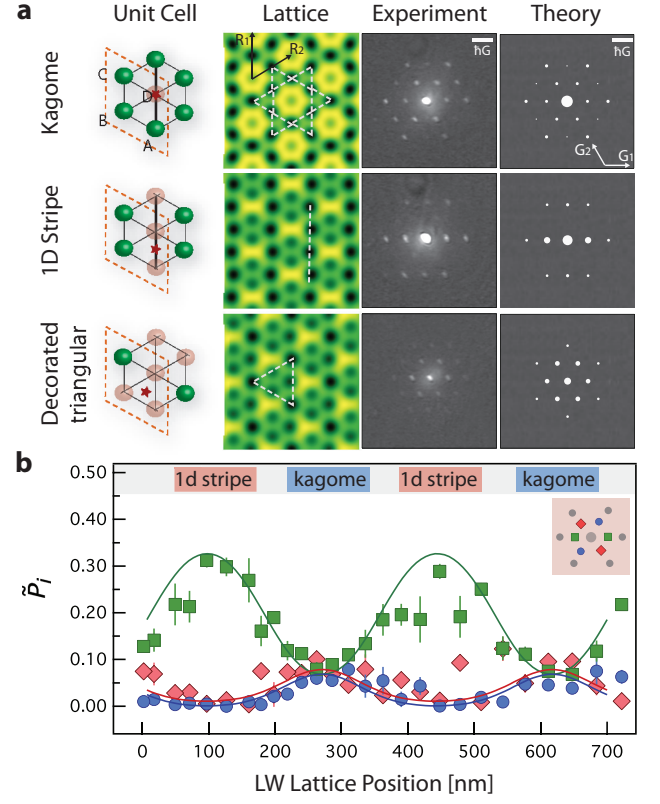 a
Unit Cell Lattice Experiment Theory
Kagome
C
D
B
A
R1
R2
ħG
ħG
G2
G1
1D Stripe
Decorated
triangular
b
1d stripe kagome 1d stripe kagome
0.50
0.40
0.30
0.20
0.10
0.00
P̃i
0 100 200 300 400 500 600 700
LW Lattice Position [nm]